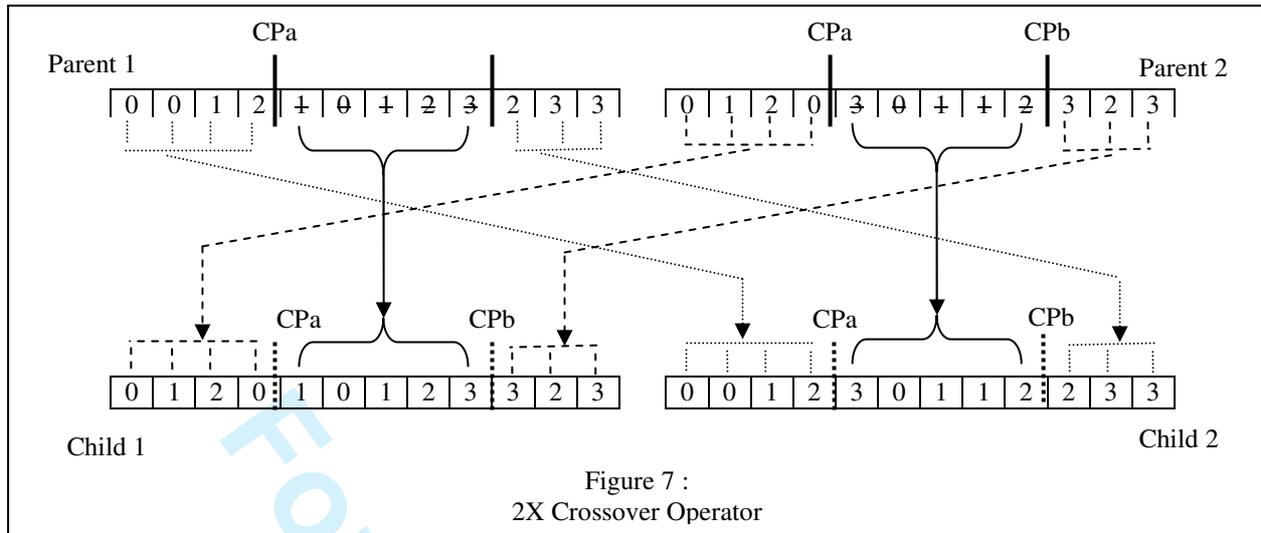 CPa CPa CPb
Parent 1 Parent 2
0 0 1 2 1 0 1 2 3 2 3 3 0 1 2 0 3 0 1 1 2 3 2 3
CPa CPb CPa CPb
0 1 2 0 1 0 1 2 3 3 2 3 0 0 1 2 3 0 1 1 2 2 3 3
Child 1 Child 2
Fo
Figure 7 :
2X Crossover Operator